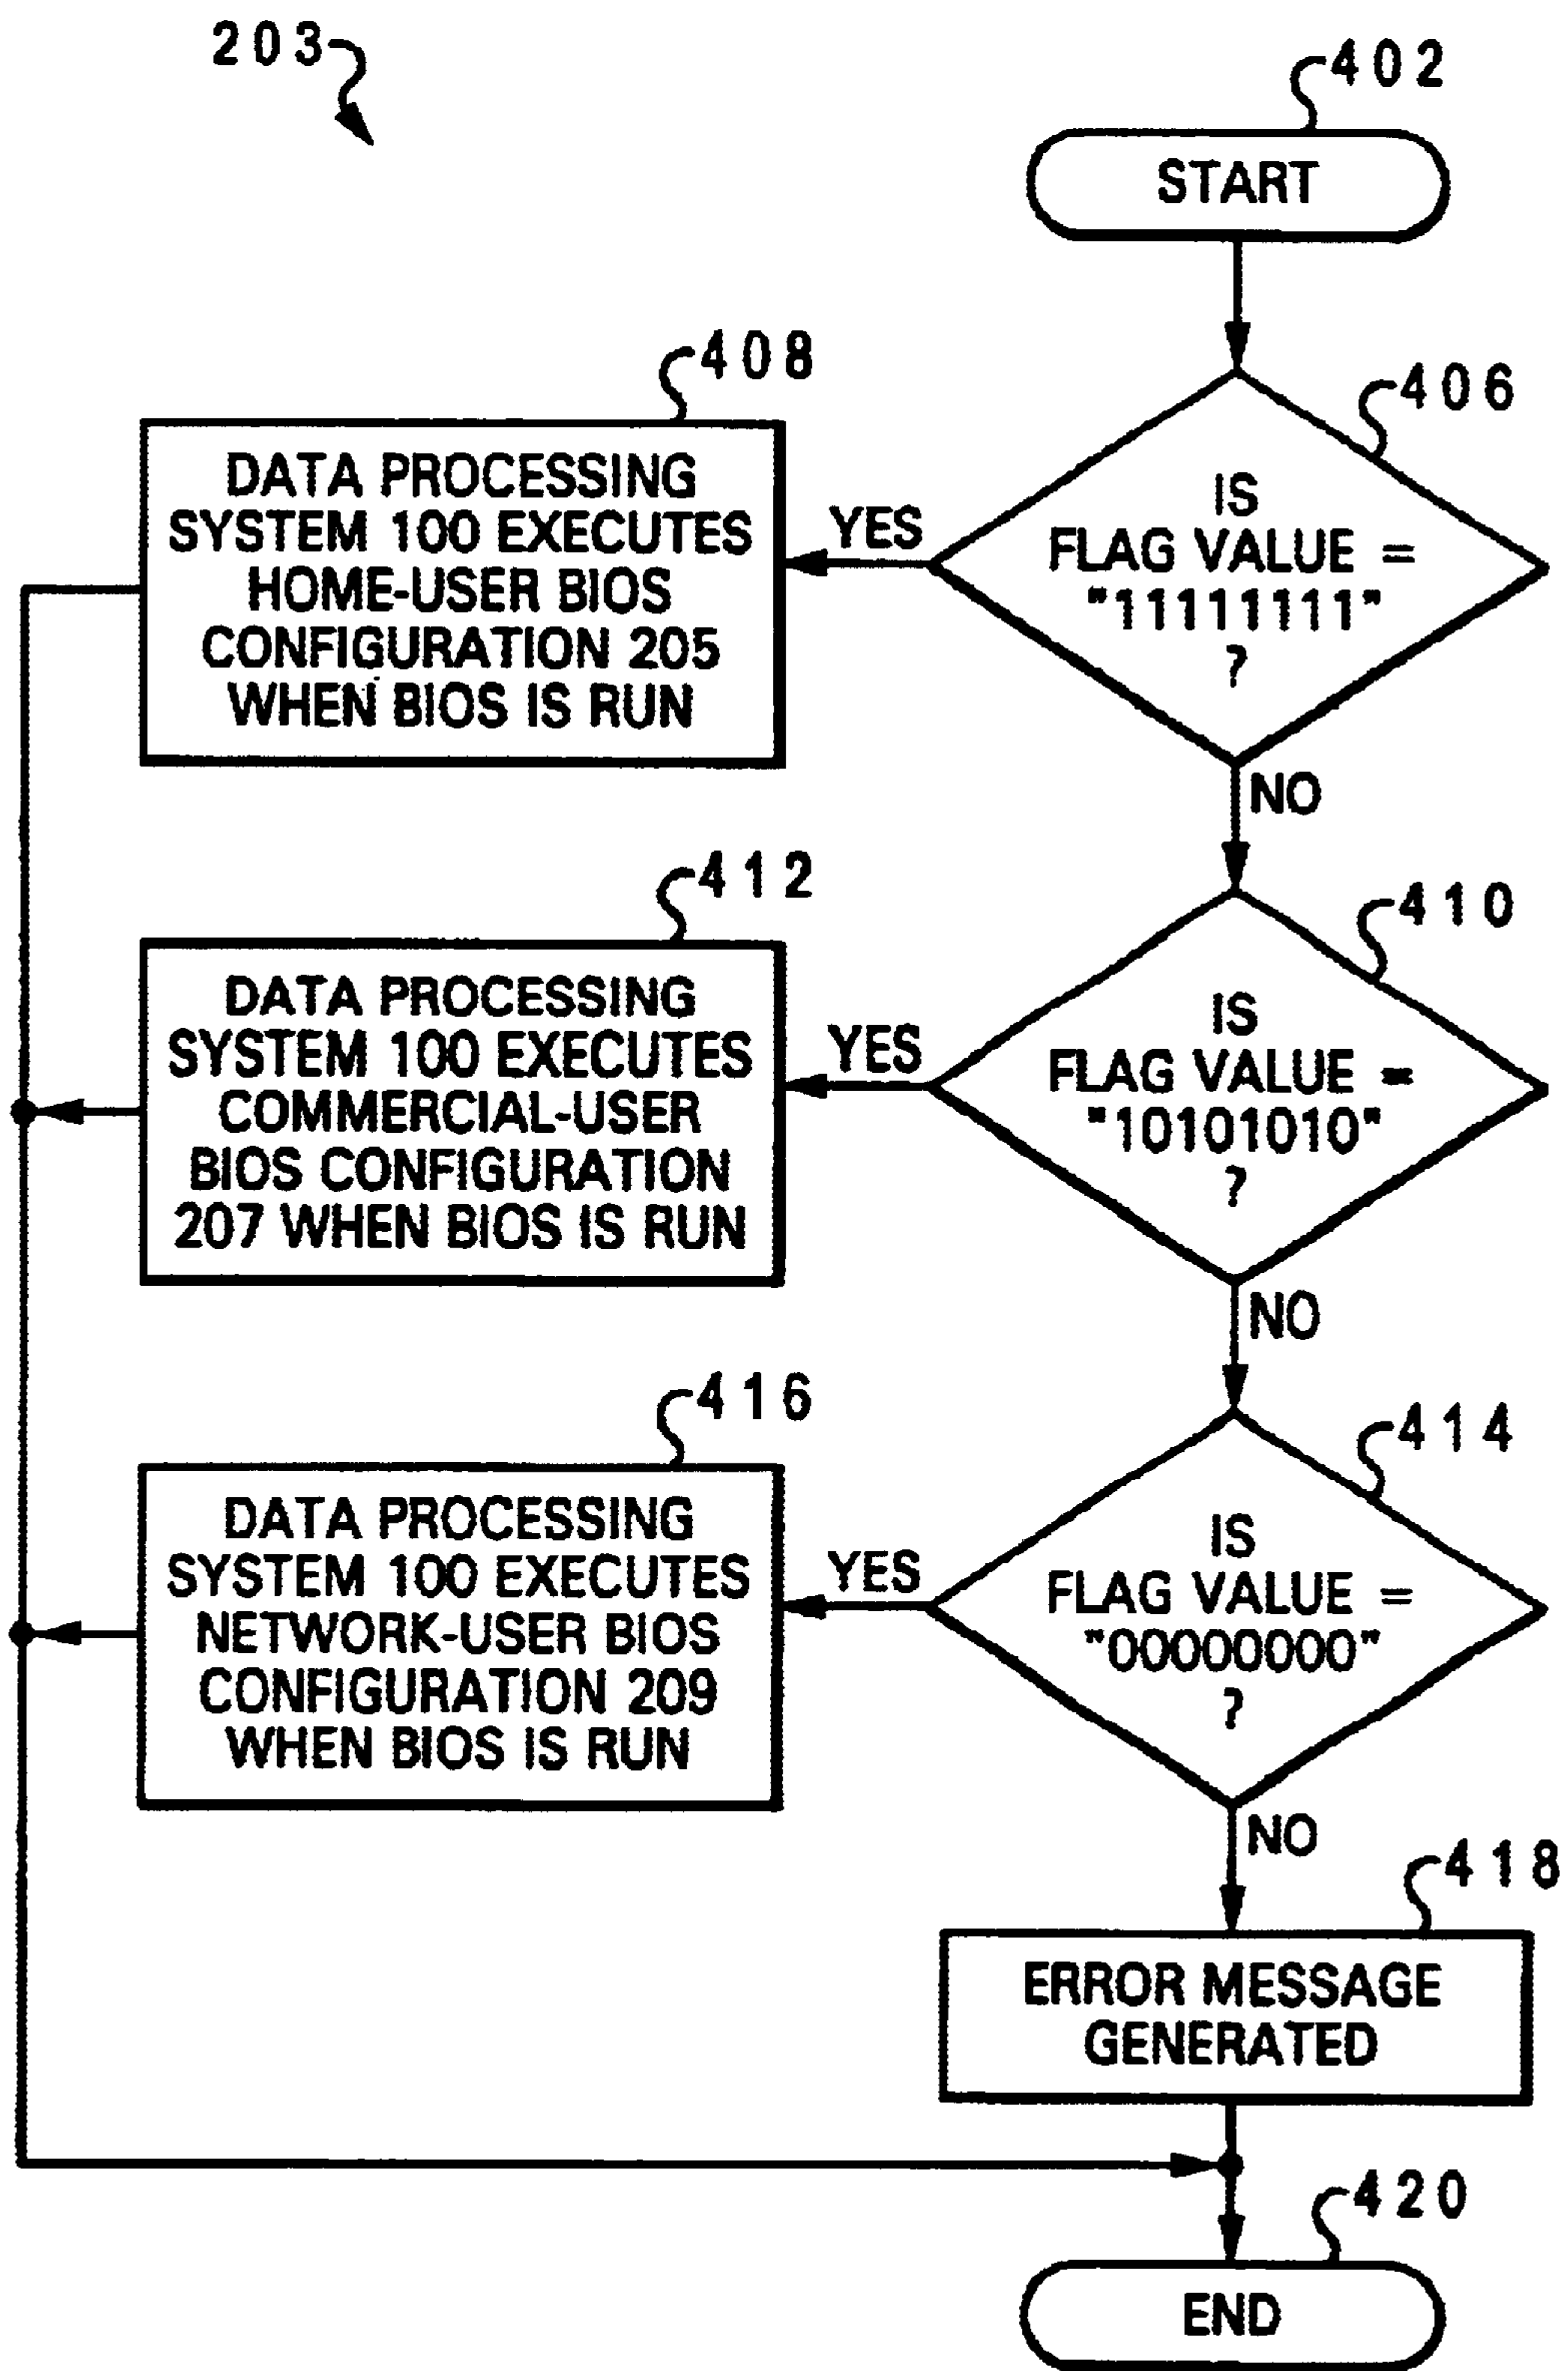 203
402
START
408
406
DATA PROCESSING
SYSTEM 100 EXECUTES
HOME-USER BIOS
CONFIGURATION 205
WHEN BIOS IS RUN
YES
IS
FLAG VALUE =
"11111111"
?
NO
412
410
DATA PROCESSING
SYSTEM 100 EXECUTES
COMMERCIAL-USER
BIOS CONFIGURATION
207 WHEN BIOS IS RUN
YES
IS
FLAG VALUE =
"10101010"
?
NO
416
414
DATA PROCESSING
SYSTEM 100 EXECUTES
NETWORK-USER BIOS
CONFIGURATION 209
WHEN BIOS IS RUN
YES
IS
FLAG VALUE =
"00000000"
?
NO
418
ERROR MESSAGE
GENERATED
420
END